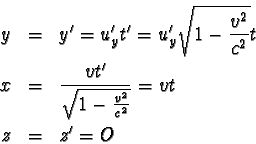 y = y' = u'_y t' = u'_y \sqrt{1 - \frac{v^2}{c^2}} t
x = \frac{vt'}{\sqrt{1 - \frac{v^2}{c^2}}} = vt
z = z' = O